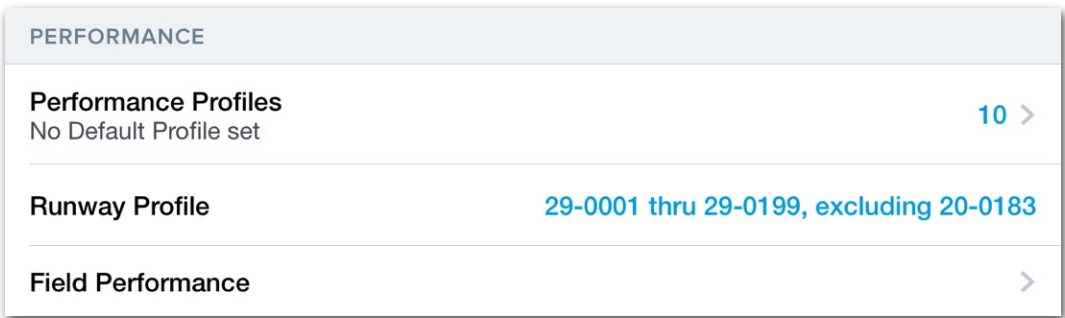 PERFORMANCE
Performance Profiles
No Default Profile set
10
Runway Profile
29-0001 thru 29-0199, excluding 20-0183
Field Performance